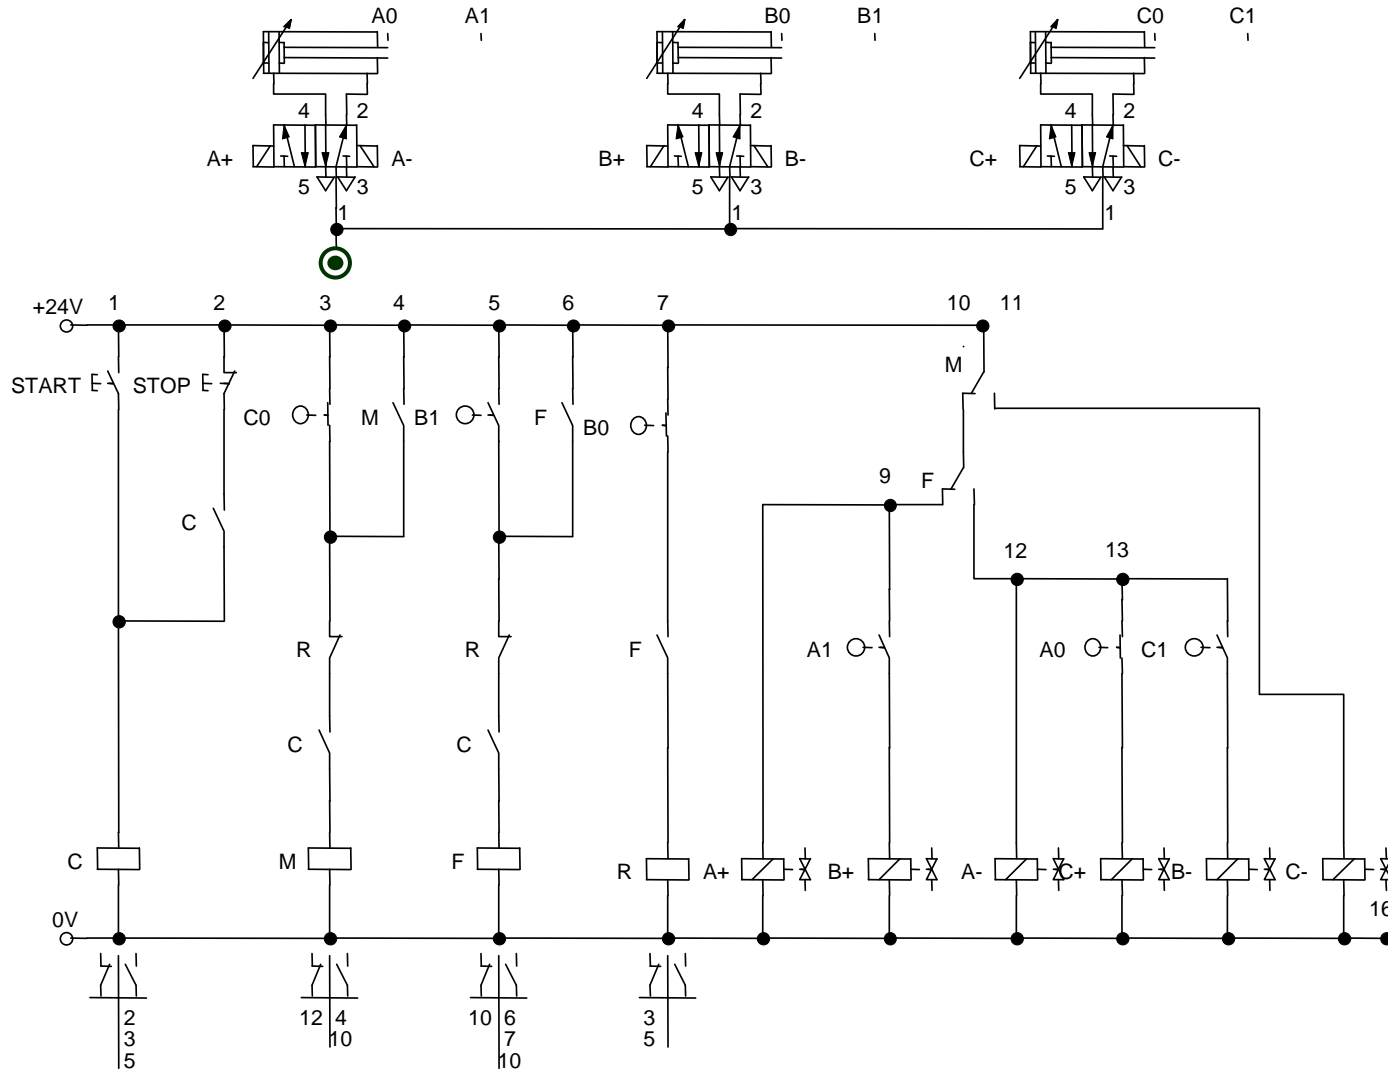 A0 A1 B0 B1 C0 C1
4 2 4 2 4 2
A+ A- B+ B- C+ C-
5 3 5 3 5 3
1 1 1
+24V 1 2 3 4 5 6 7 10 11
M
START STOP C0 M B1 F B0
9 F
C
12 13
R R F A1 A0 C1
C C
C M F R A+ B+ A- C+ B- C-
0V 16
2 12 4 10 6 3
3 10 7 5
5 10